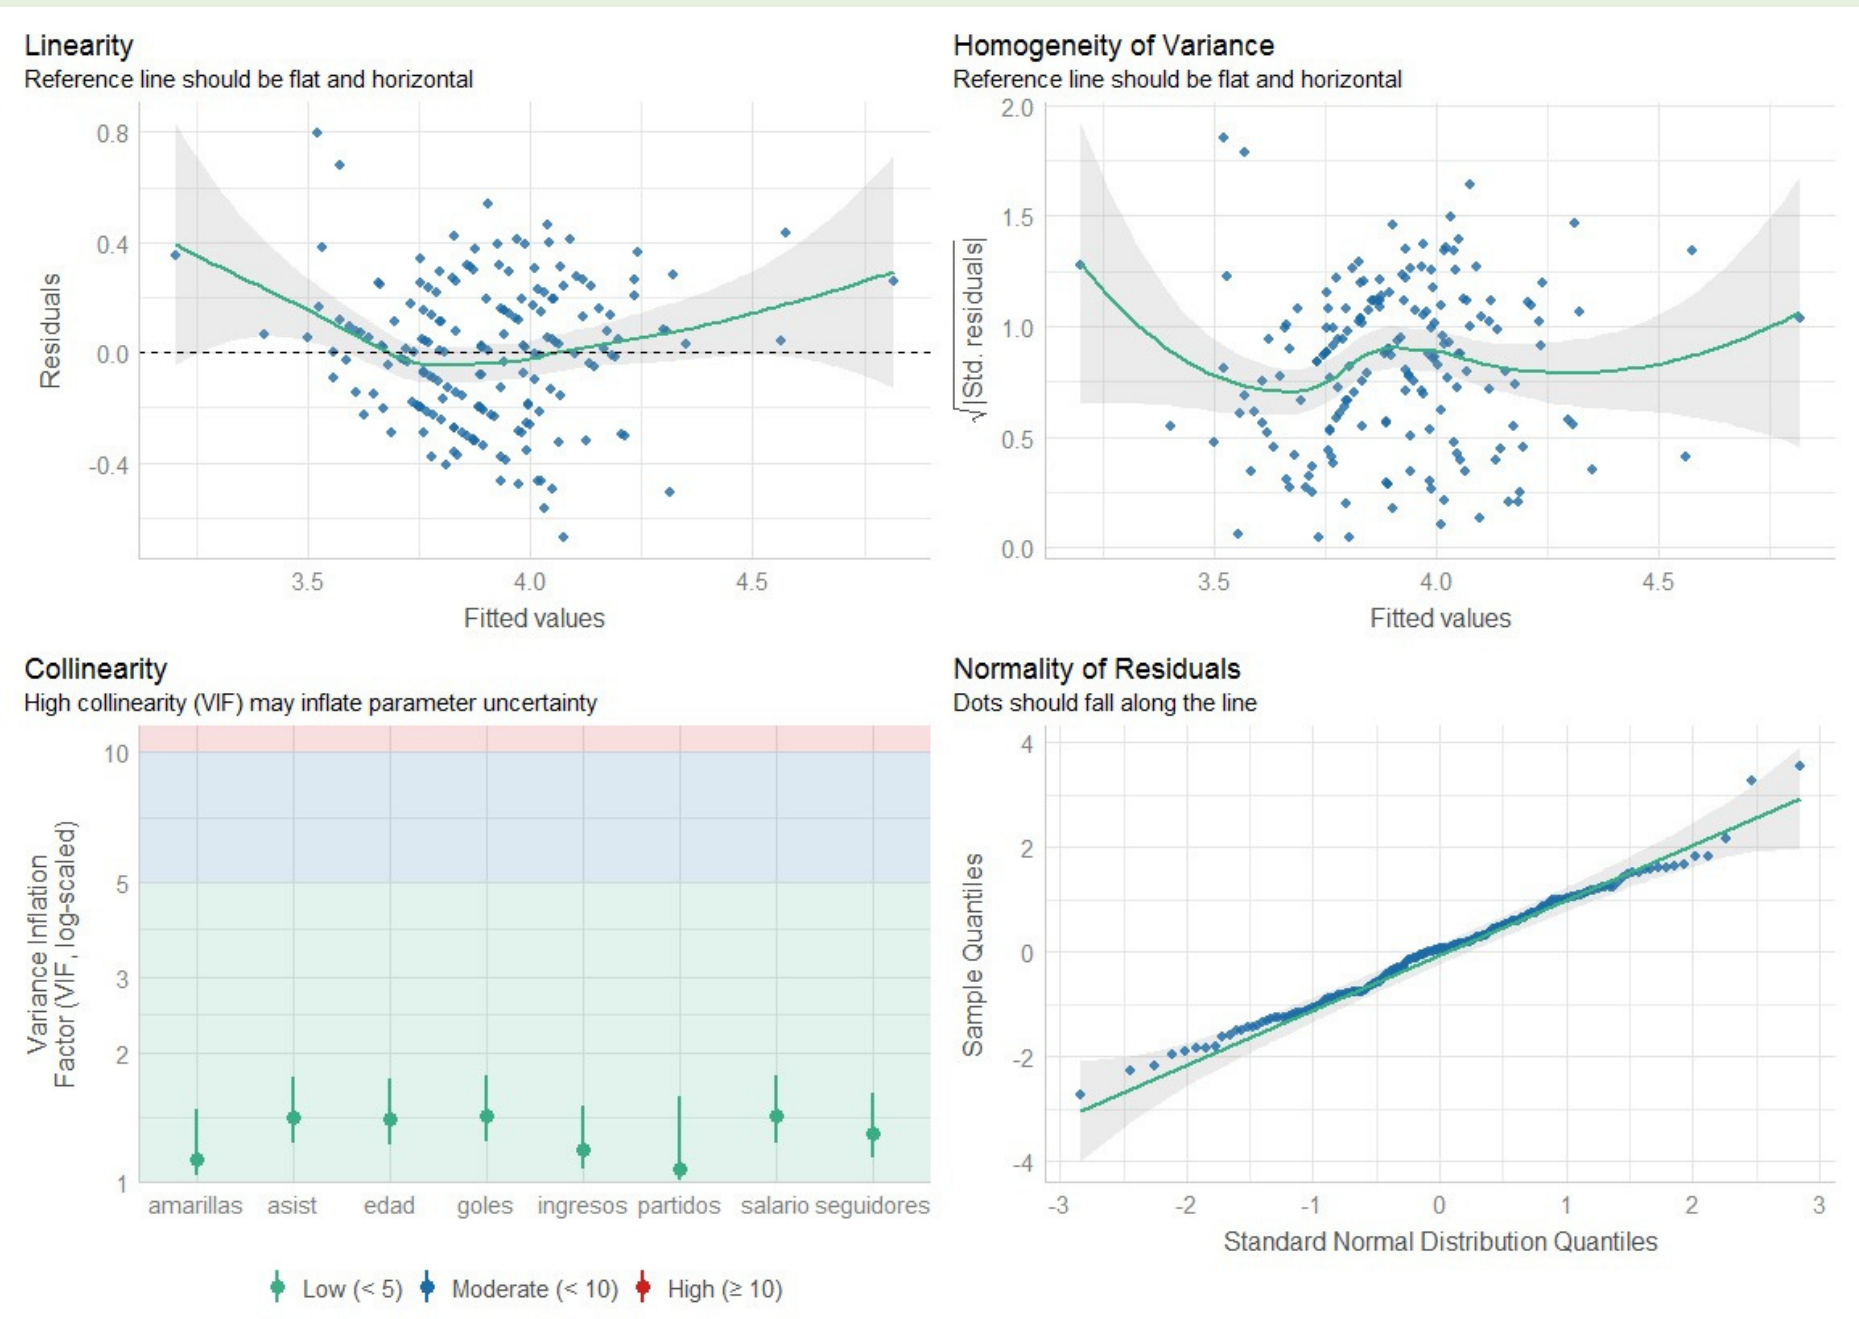 Linearity
Reference line should be flat and horizontal
0.8
0.4
0.0
-0.4
Residuals
3.5 4.0 4.5
Fitted values
Homogeneity of Variance
Reference line should be flat and horizontal
2.0
1.5
1.0
0.5
0.0
√|Std. residuals|
3.5 4.0 4.5
Fitted values
Collinearity
High collinearity (VIF) may inflate parameter uncertainty
10
5
3
2
1
Variance Inflation
Factor (VIF, log-scaled)
amarillas asist edad goles ingresos partidos salario seguidores
Low (< 5) Moderate (< 10) High (≥ 10)
Normality of Residuals
Dots should fall along the line
4
2
0
-2
-4
Sample Quantiles
-3 -2 -1 0 1 2 3
Standard Normal Distribution Quantiles